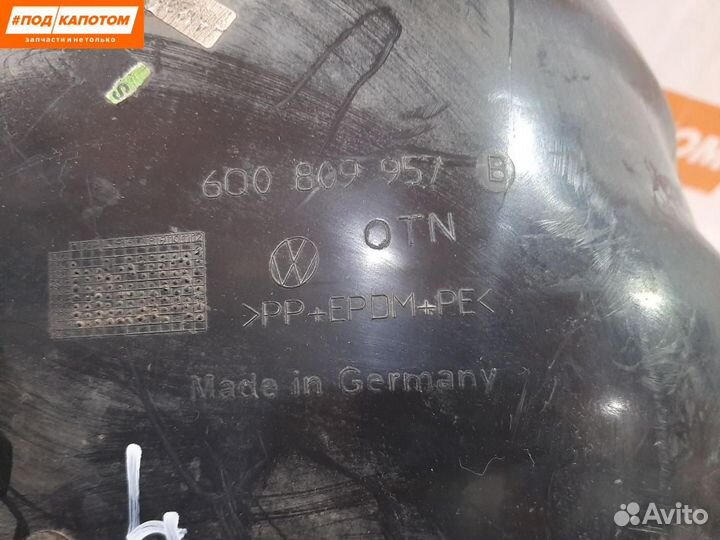 #ПОД КАПОТОМ
запчасти и не только
S
6Q0 809 957 B
OTN
>PP+EPDM+PE<
Made in Germany
Avito